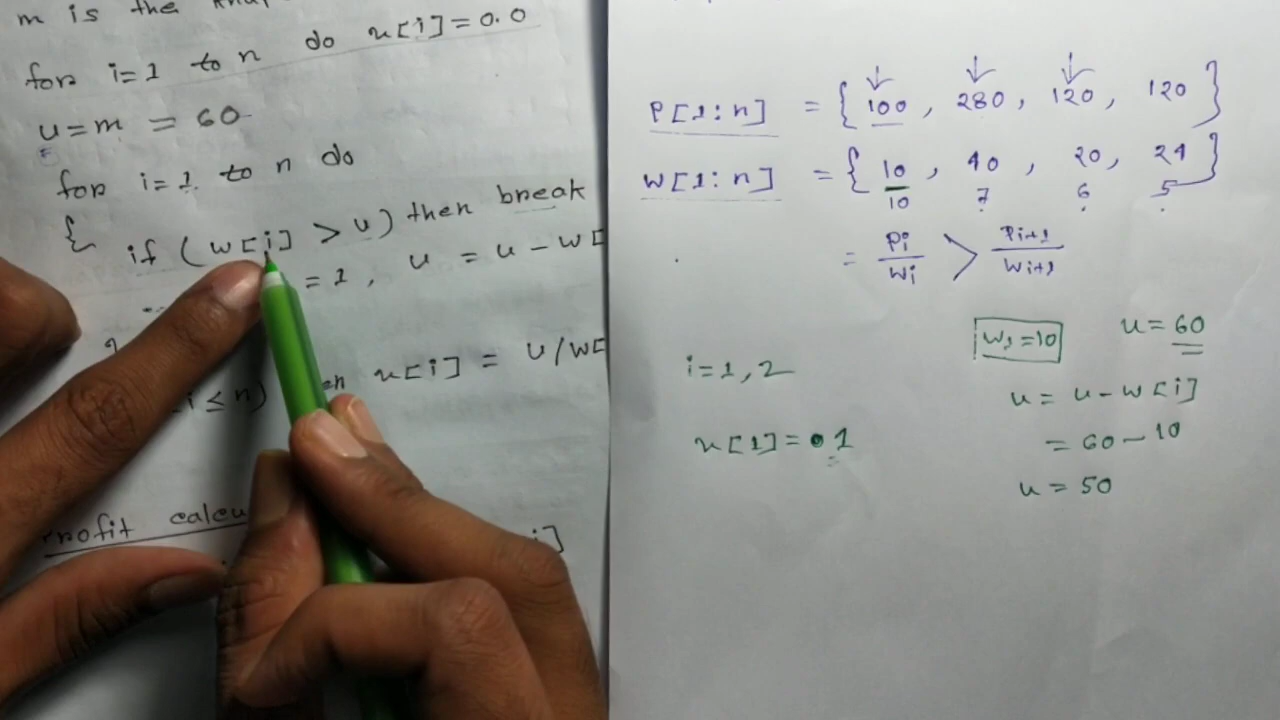 m is the
for i=1 to n do x[i]=0.0
u=m = 60
for i=1 to n do
{ if (w[i] > u) then break
=1, u = u - w[
i≤n) en x[i] = u/w[
rofit calcu
i]
P[1:n] = { 100, 280, 120, 120 }
w[1:n] = { 10, 40, 20, 24 }
10 7 6 5
= Pi/wi > Pi+1/wi+1
w1=10 u=60
i=1,2 u= u-w[i]
x[1]= 1 = 60-10
u= 50